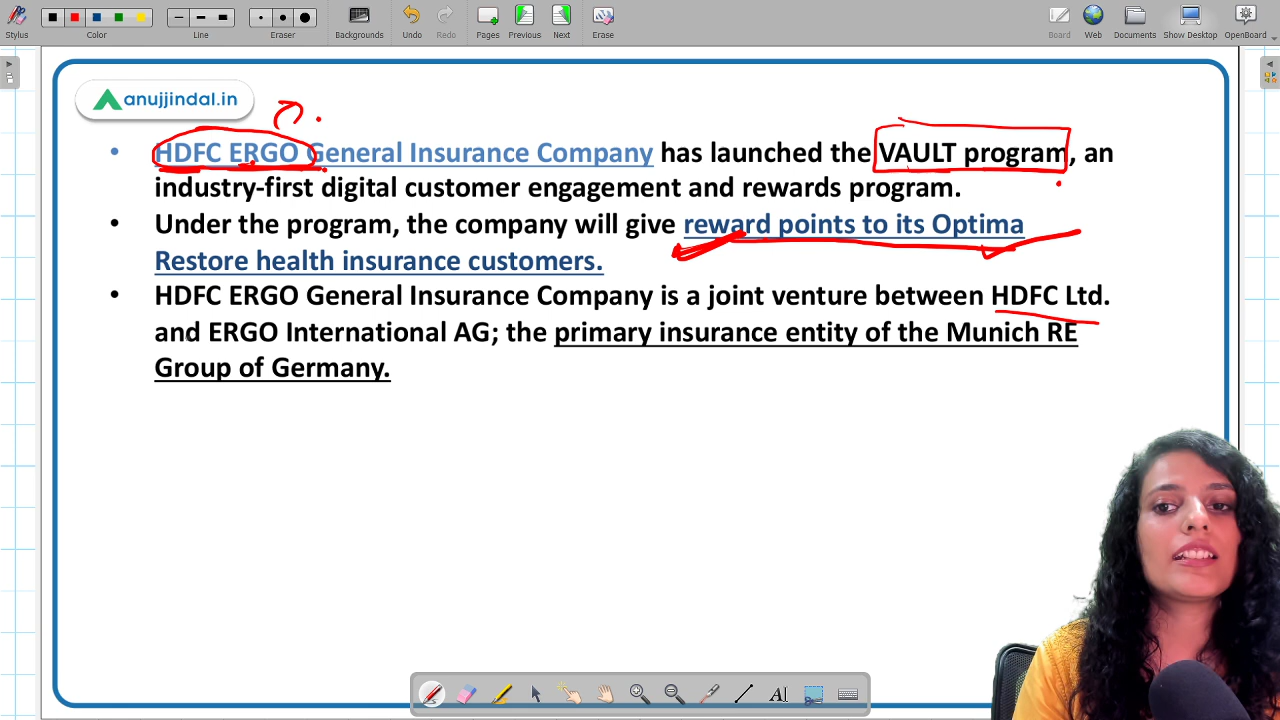 Stylus
Color
Line
Eraser
Backgrounds
Undo
Redo
Pages
Previous
Next
Erase
Board
Web
Documents
Show Desktop
OpenBoard
anujjindal.in
• HDFC ERGO General Insurance Company has launched the VAULT program, an
industry-first digital customer engagement and rewards program.
• Under the program, the company will give reward points to its Optima
Restore health insurance customers.
• HDFC ERGO General Insurance Company is a joint venture between HDFC Ltd.
and ERGO International AG; the primary insurance entity of the Munich RE
Group of Germany.